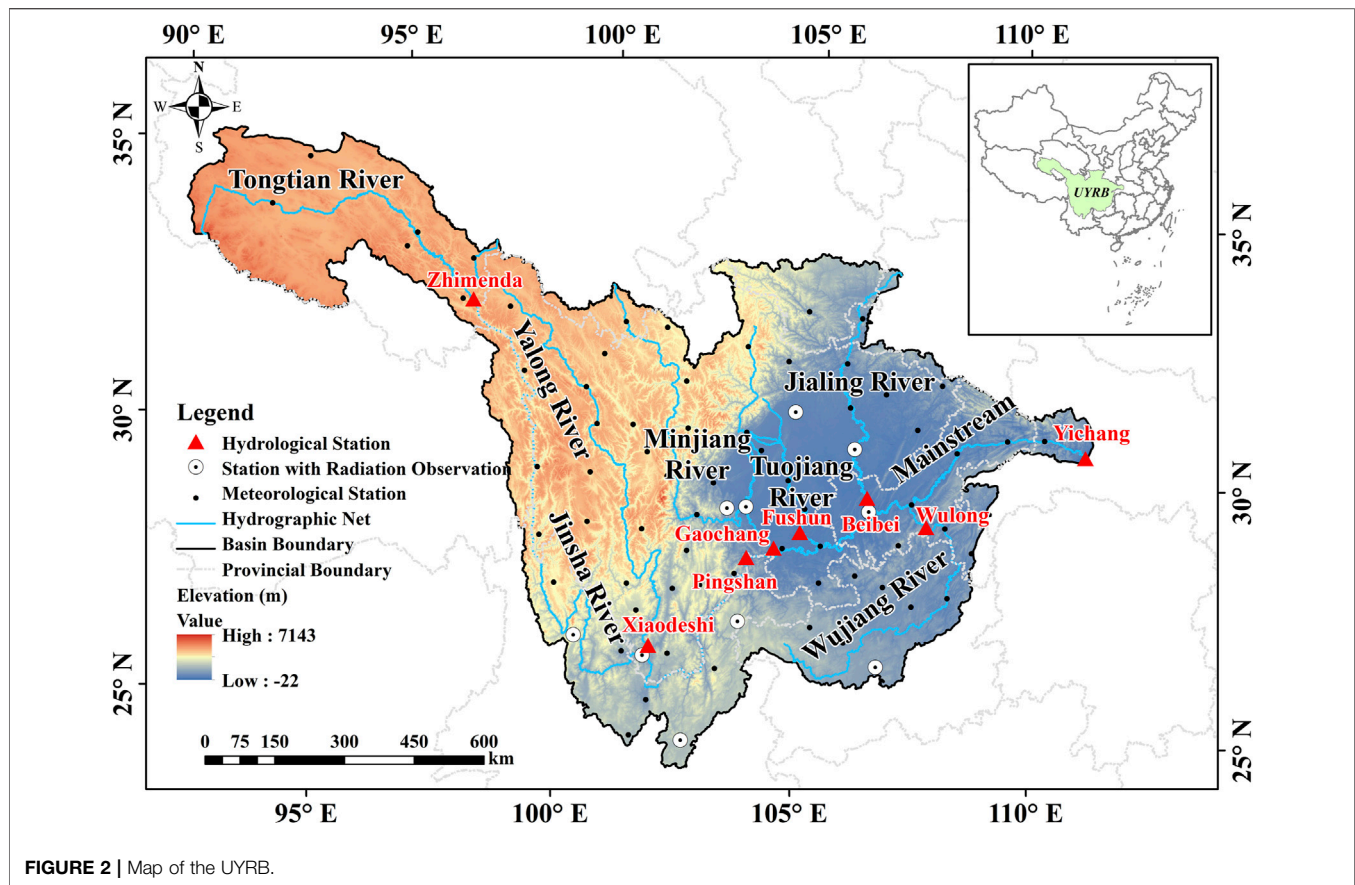 90° E 95° E 100° E 105° E 110° E
N
W E
S
35° N
30° N
25° N
35° N
30° N
25° N
UYRB
Tongtian River
Zhimenda
Yalong River
Jialing River
Mainstream
Yichang
Minjiang
River
Tuojiang
River
Fushun
Beibei
Wulong
Gaochang
Pingshan
Jinsha River
Wujiang River
Xiaodeshi
Legend
Hydrological Station
Station with Radiation Observation
Meteorological Station
Hydrographic Net
Basin Boundary
Provincial Boundary
Elevation (m)
Value
High : 7143
Low : -22
0 75 150 300 450 600
km
95° E 100° E 105° E 110° E
FIGURE 2 | Map of the UYRB.